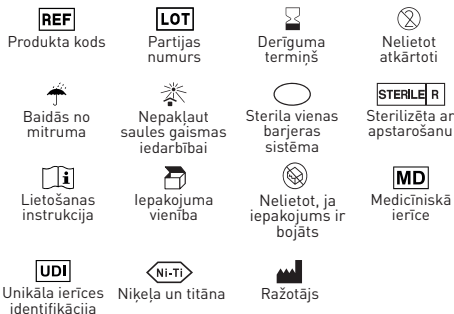 REF
Produkta kods
LOT
Partijas
numurs
Derīguma
termiņš
2
Nelietot
atkārtoti
Baidās no
mitruma
Nepakļaut
saules gaismas
iedarbībai
Sterila vienas
barjeras
sistēma
STERILE R
Sterilizēta ar
apstarošanu
i
Lietošanas
instrukcija
Iepakojuma
vienība
Nelietot, ja
iepakojums ir
bojāts
MD
Medicīniskā
ierīce
UDI
Unikāla ierīces
identifikācija
Ni-Ti
Niķeļa un titāna
Ražotājs